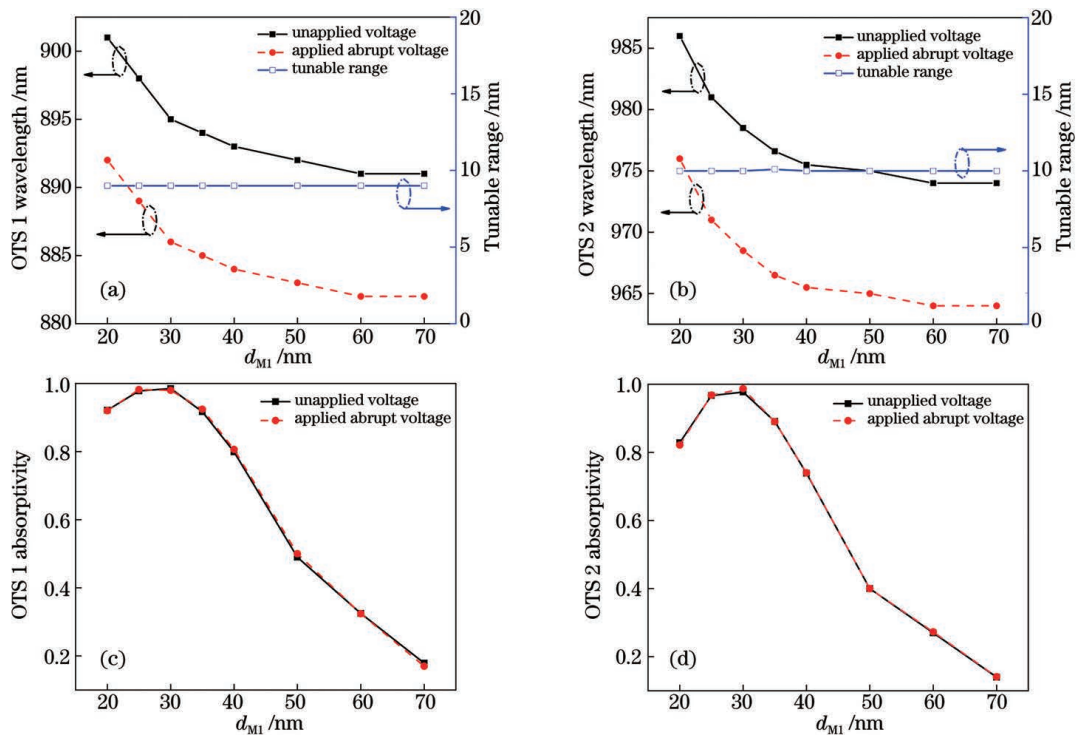 unapplied voltage
applied abrupt voltage
tunable range
OTS 1 wavelength /nm
900
895
890
885
880
20
15
10
5
0
Tunable range /nm
(a)
20 30 40 50 60 70
d_M1 /nm
unapplied voltage
applied abrupt voltage
tunable range
OTS 2 wavelength /nm
985
980
975
970
965
20
15
10
5
0
Tunable range /nm
(b)
20 30 40 50 60 70
d_M1 /nm
unapplied voltage
applied abrupt voltage
OTS 1 absorptivity
1.0
0.8
0.6
0.4
0.2
(c)
20 30 40 50 60 70
d_M1 /nm
unapplied voltage
applied abrupt voltage
OTS 2 absorptivity
1.0
0.8
0.6
0.4
0.2
(d)
20 30 40 50 60 70
d_M1 /nm